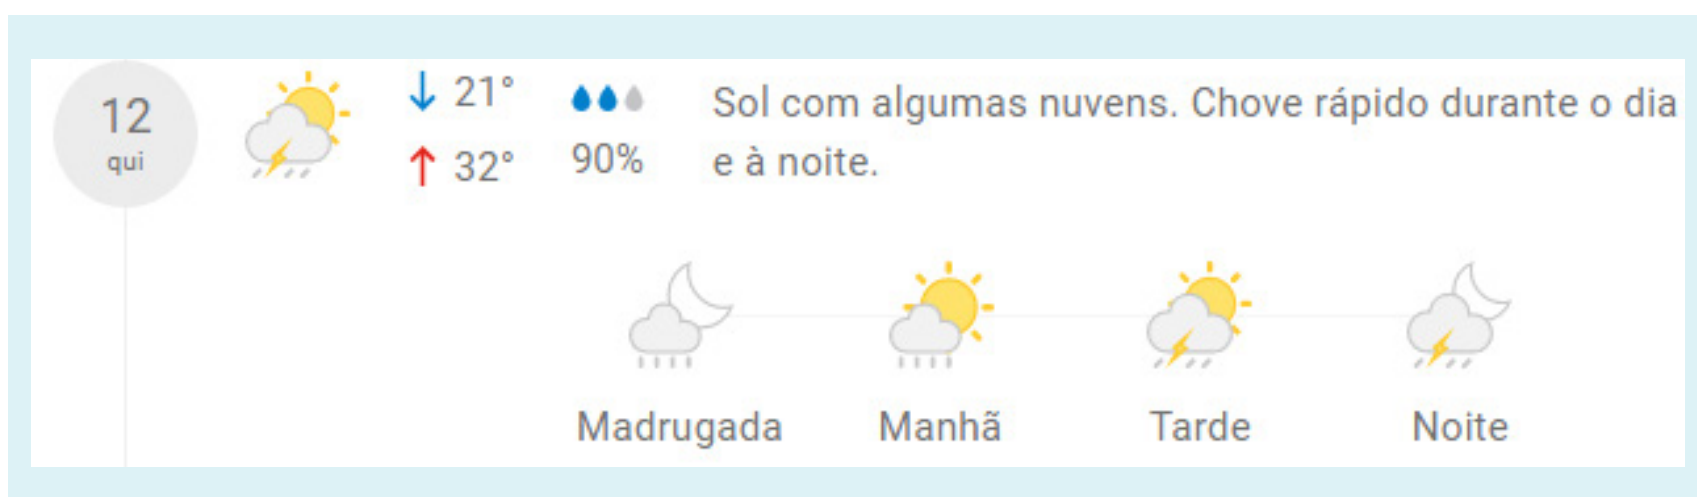 12
qui
21°
32°
90%
Sol com algumas nuvens. Chove rápido durante o dia
e à noite.
Madrugada
Manhã
Tarde
Noite